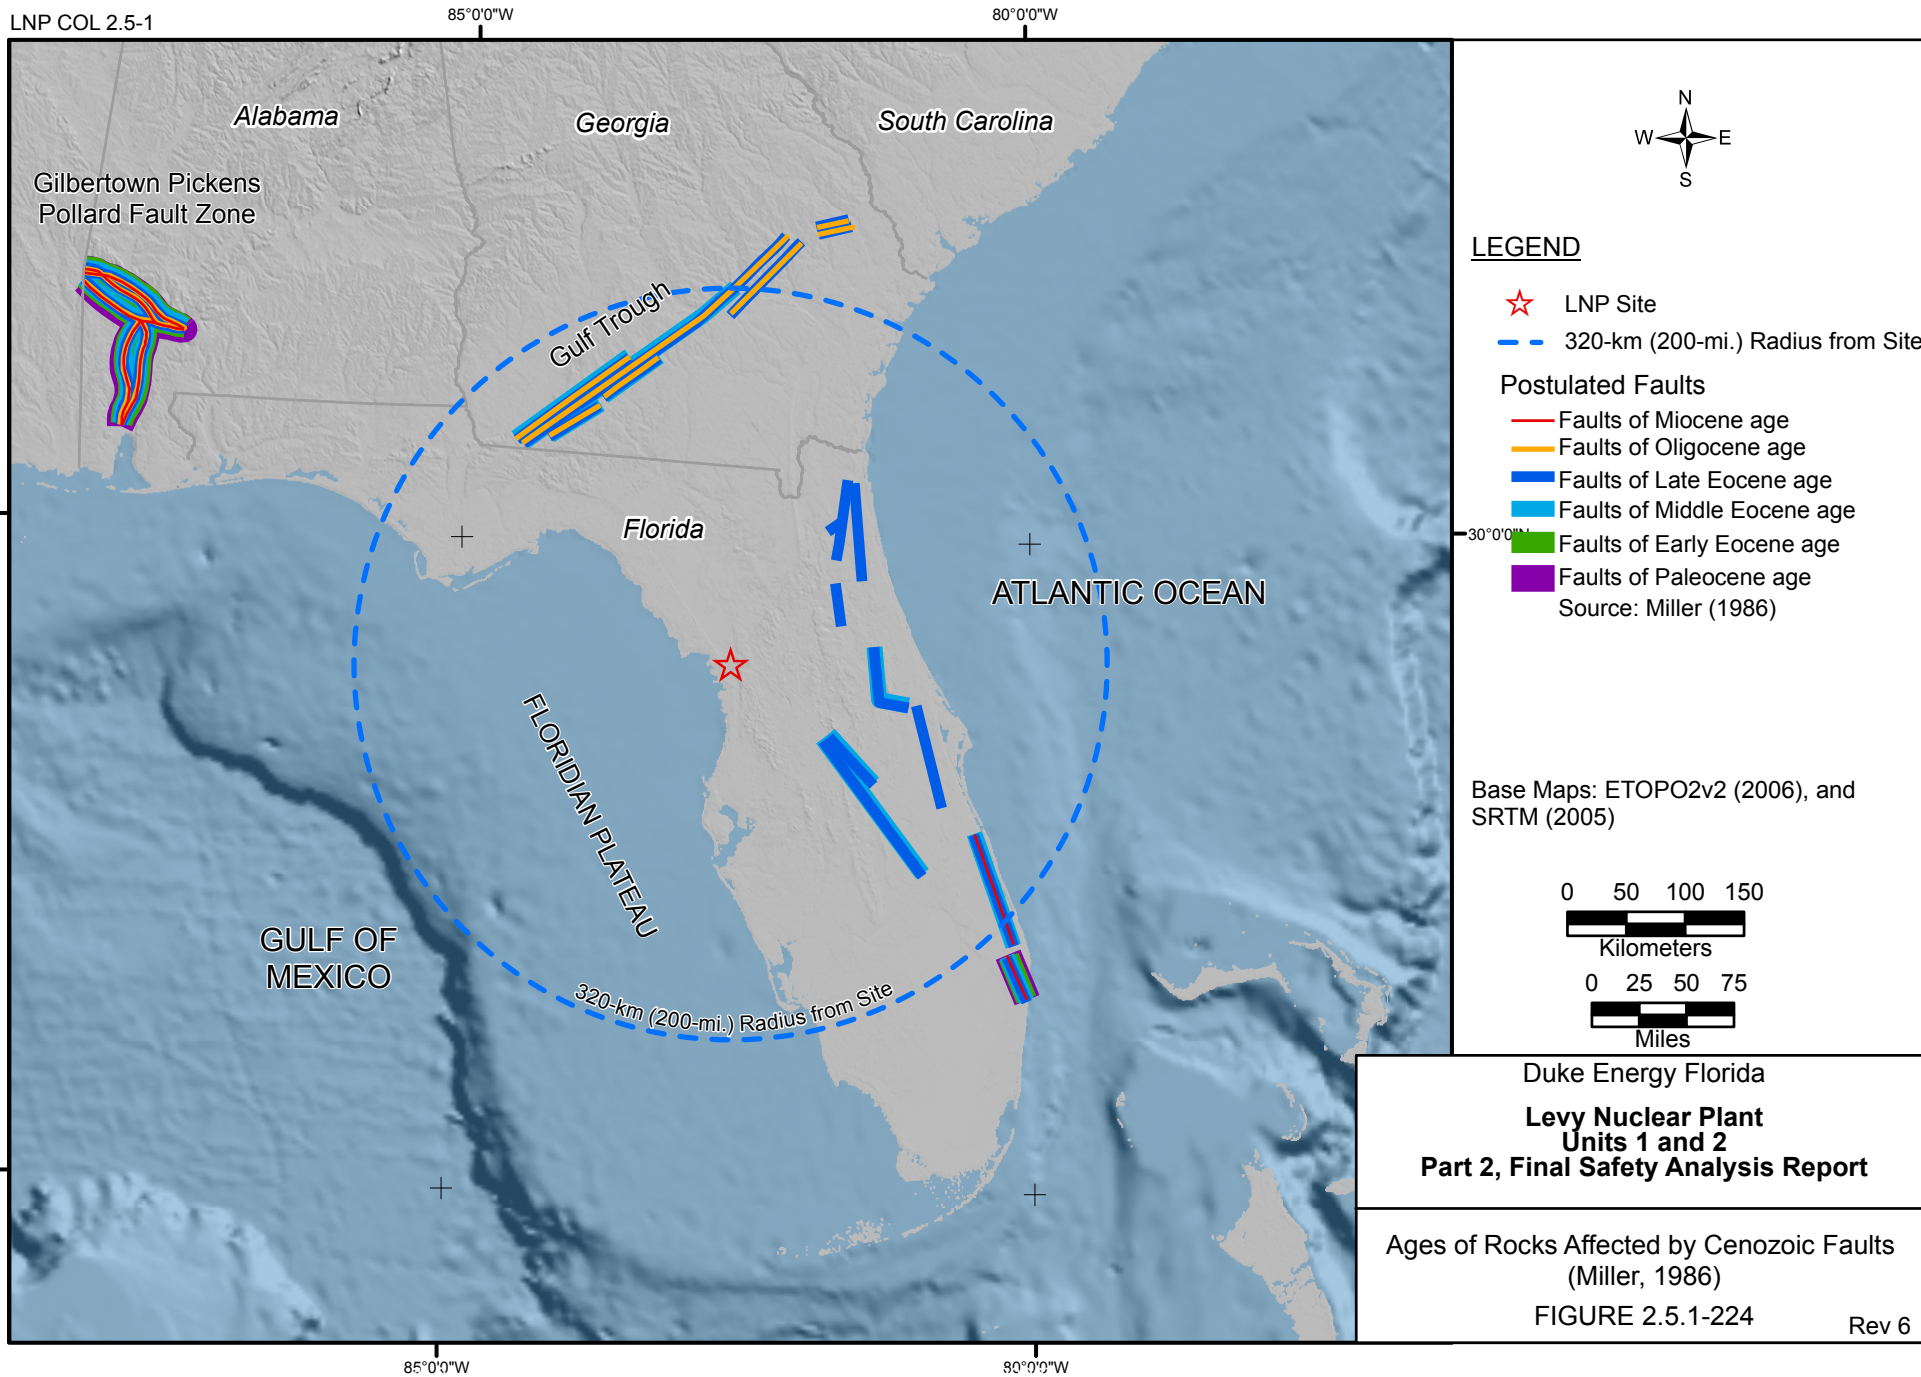 LNP COL 2.5-1
85°0'0"W
80°0'0"W
Alabama
Georgia
South Carolina
Gilbertown Pickens
Pollard Fault Zone
Gulf Trough
Florida
ATLANTIC OCEAN
FLORIDIAN PLATEAU
GULF OF
MEXICO
320-km (200-mi.) Radius from Site
30°0'0"N
85°0'0"W
80°0'0"W
N
W
E
S
LEGEND
LNP Site
320-km (200-mi.) Radius from Site
Postulated Faults
Faults of Miocene age
Faults of Oligocene age
Faults of Late Eocene age
Faults of Middle Eocene age
Faults of Early Eocene age
Faults of Paleocene age
Source: Miller (1986)
Base Maps: ETOPO2v2 (2006), and
SRTM (2005)
0 50 100 150
Kilometers
0 25 50 75
Miles
Duke Energy Florida
Levy Nuclear Plant
Units 1 and 2
Part 2, Final Safety Analysis Report
Ages of Rocks Affected by Cenozoic Faults
(Miller, 1986)
FIGURE 2.5.1-224
Rev 6